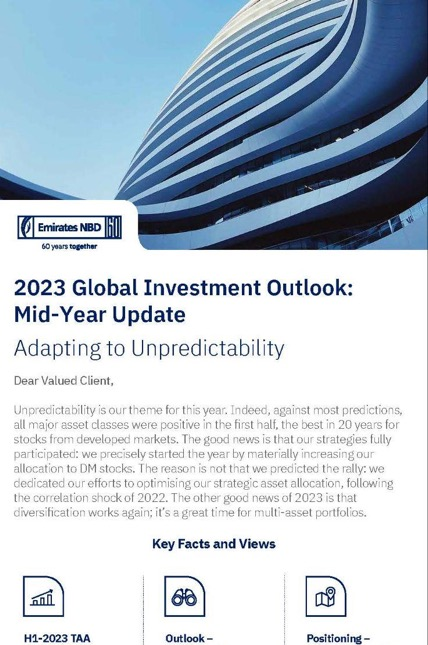 Emirates NBD 60
60 years together
2023 Global Investment Outlook:
Mid-Year Update
Adapting to Unpredictability
Dear Valued Client,
Unpredictability is our theme for this year. Indeed, against most predictions,
all major asset classes were positive in the first half, the best in 20 years for
stocks from developed markets. The good news is that our strategies fully
participated: we precisely started the year by materially increasing our
allocation to DM stocks. The reason is not that we predicted the rally: we
dedicated our efforts to optimising our strategic asset allocation, following
the correlation shock of 2022. The other good news of 2023 is that
diversification works again; it's a great time for multi-asset portfolios.
Key Facts and Views
H1-2023 TAA
Outlook –
Positioning –